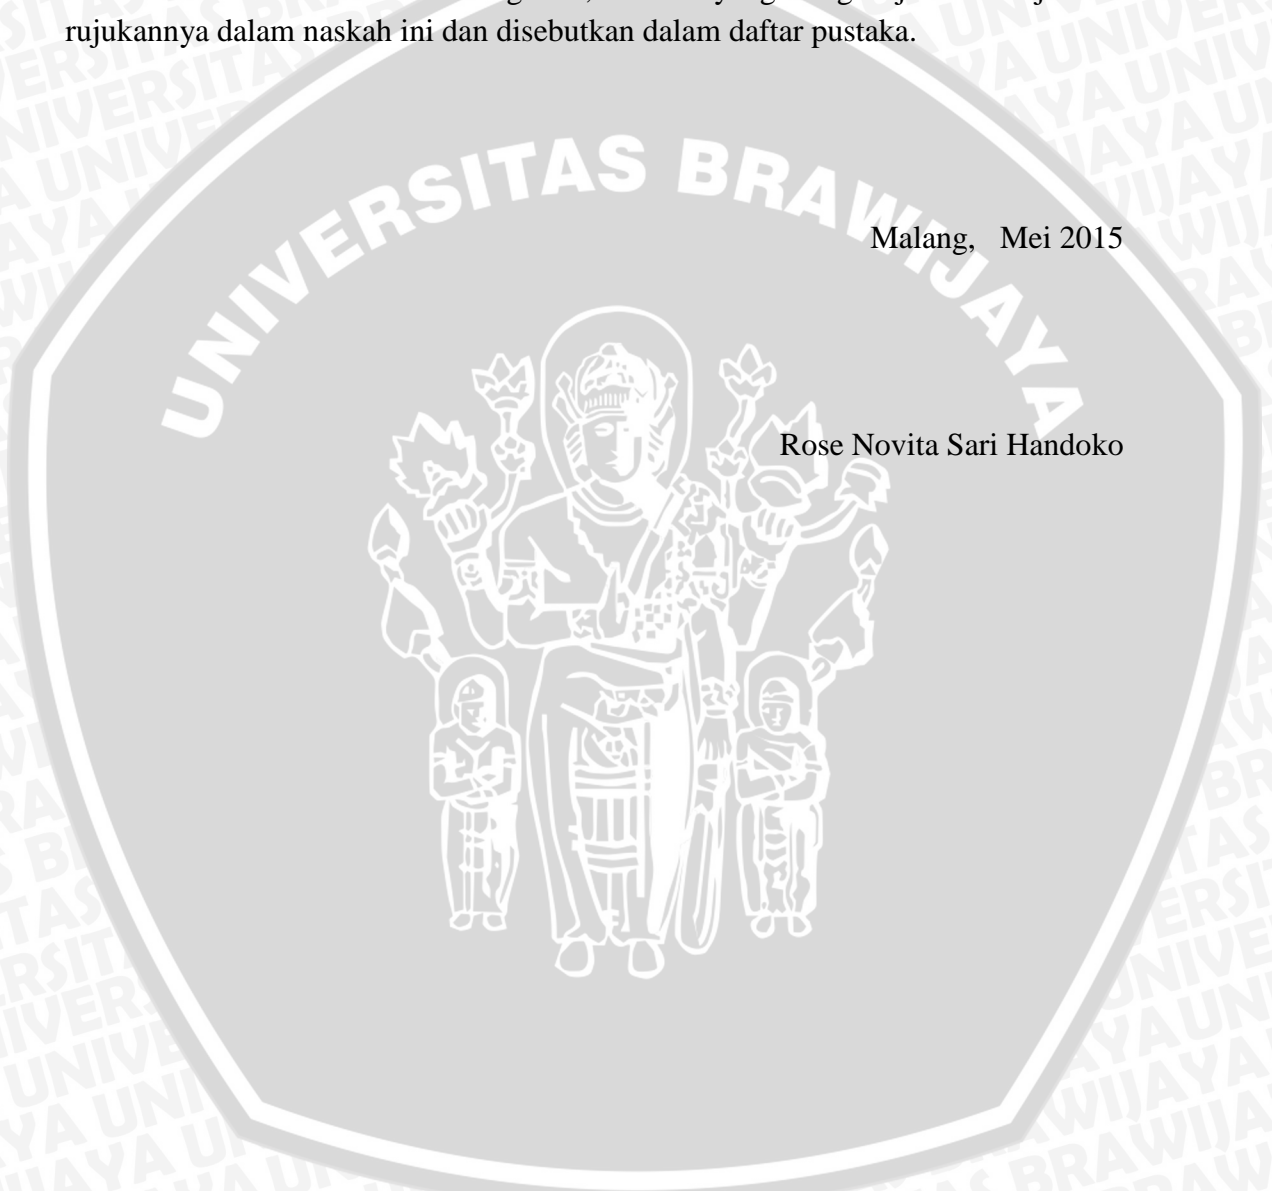 rujukannya dalam naskah ini dan disebutkan dalam daftar pustaka.
UNIVERSITAS BRAWIJAYA
Malang, Mei 2015
Rose Novita Sari Handoko